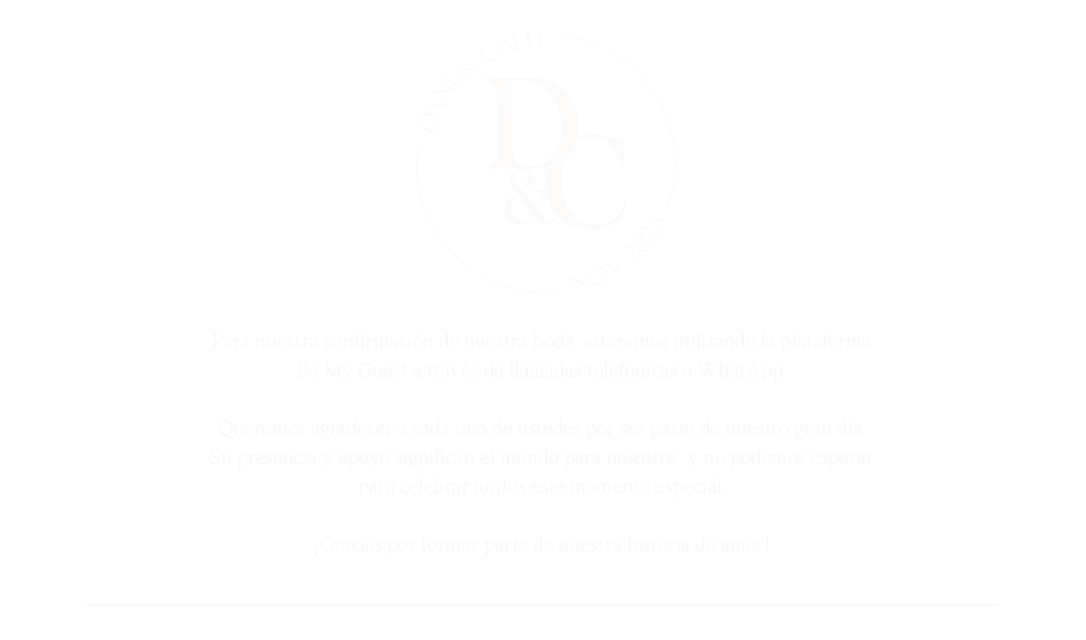 DANI & CALU
D
&
C
NOV 2023
Para nuestra confirmación de nuestra boda, estaremos utilizando la plataforma
Be My Guest a través de llamadas telefónicas o WhatApp
Queremos agradecer a cada uno de ustedes por ser parte de nuestro gran día.
Su presencia y apoyo significan el mundo para nosotros, y no podemos esperar
para celebrar juntos este momento especial.
¡Gracias por formar parte de nuestra historia de amor!